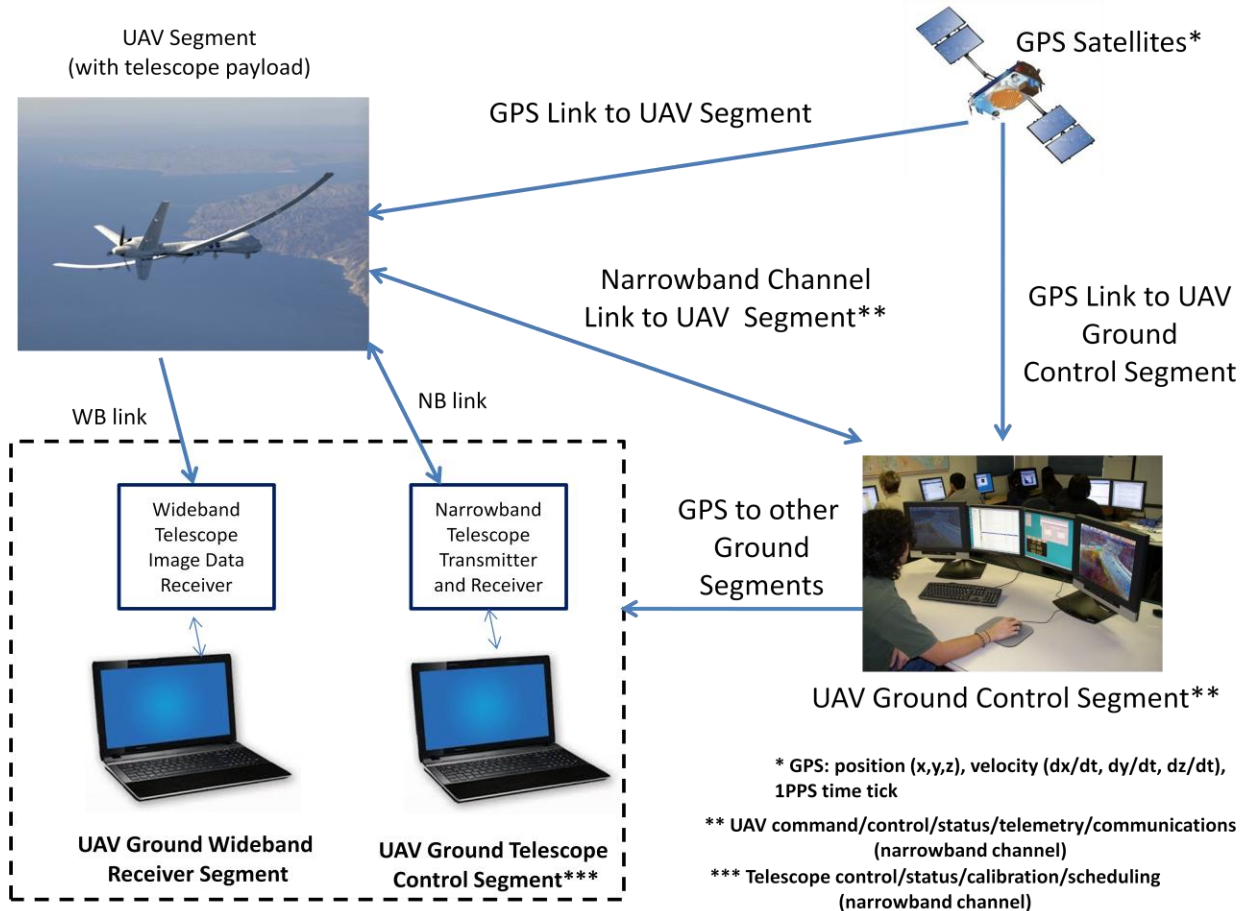 UAV Segment
(with telescope payload)
GPS Satellites*
GPS Link to UAV Segment
Narrowband Channel
Link to UAV Segment**
GPS Link to UAV
Ground
Control Segment
WB link
NB link
Wideband
Telescope
Image Data
Receiver
Narrowband
Telescope
Transmitter
and Receiver
GPS to other
Ground
Segments
UAV Ground Control Segment**
UAV Ground Wideband
Receiver Segment
UAV Ground Telescope
Control Segment***
* GPS: position (x,y,z), velocity (dx/dt, dy/dt, dz/dt),
1PPS time tick
** UAV command/control/status/telemetry/communications
(narrowband channel)
*** Telescope control/status/calibration/scheduling
(narrowband channel)